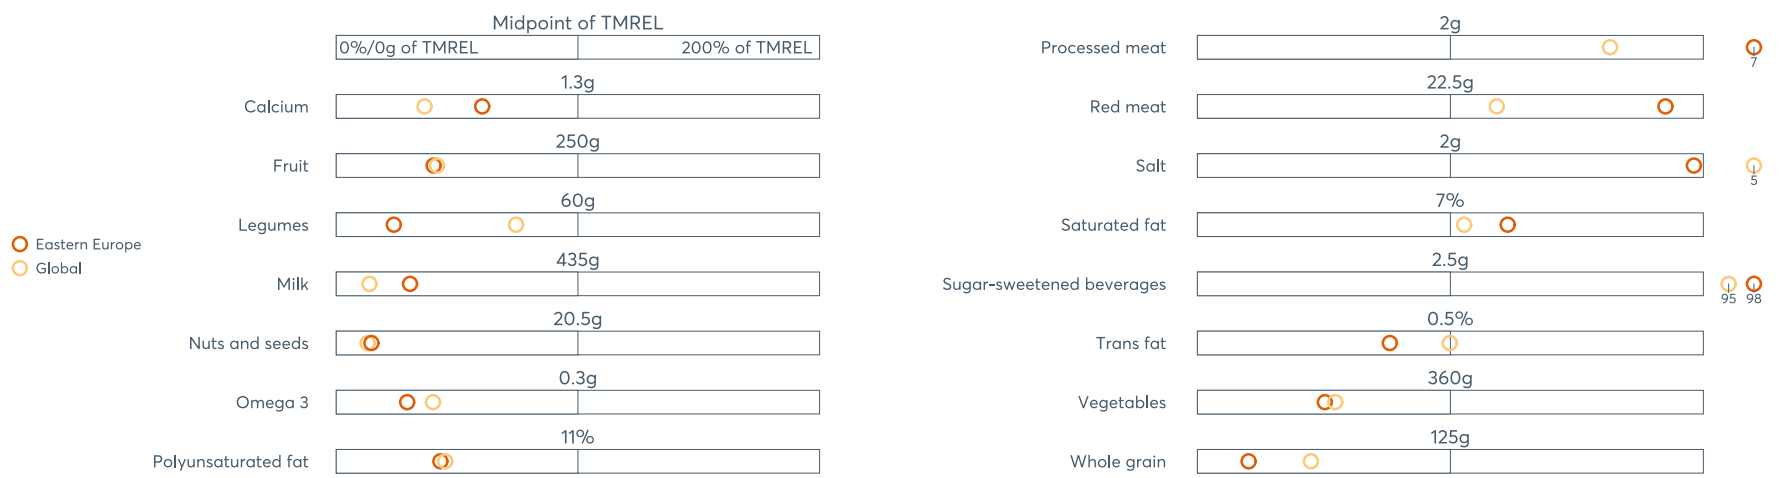 Midpoint of TMREL
0%/0g of TMREL
200% of TMREL
1.3g
Calcium
250g
Fruit
60g
Legumes
435g
Milk
20.5g
Nuts and seeds
0.3g
Omega 3
11%
Polyunsaturated fat
Eastern Europe
Global
2g
Processed meat
7
22.5g
Red meat
2g
Salt
5
7%
Saturated fat
2.5g
Sugar-sweetened beverages
95 98
0.5%
Trans fat
360g
Vegetables
125g
Whole grain